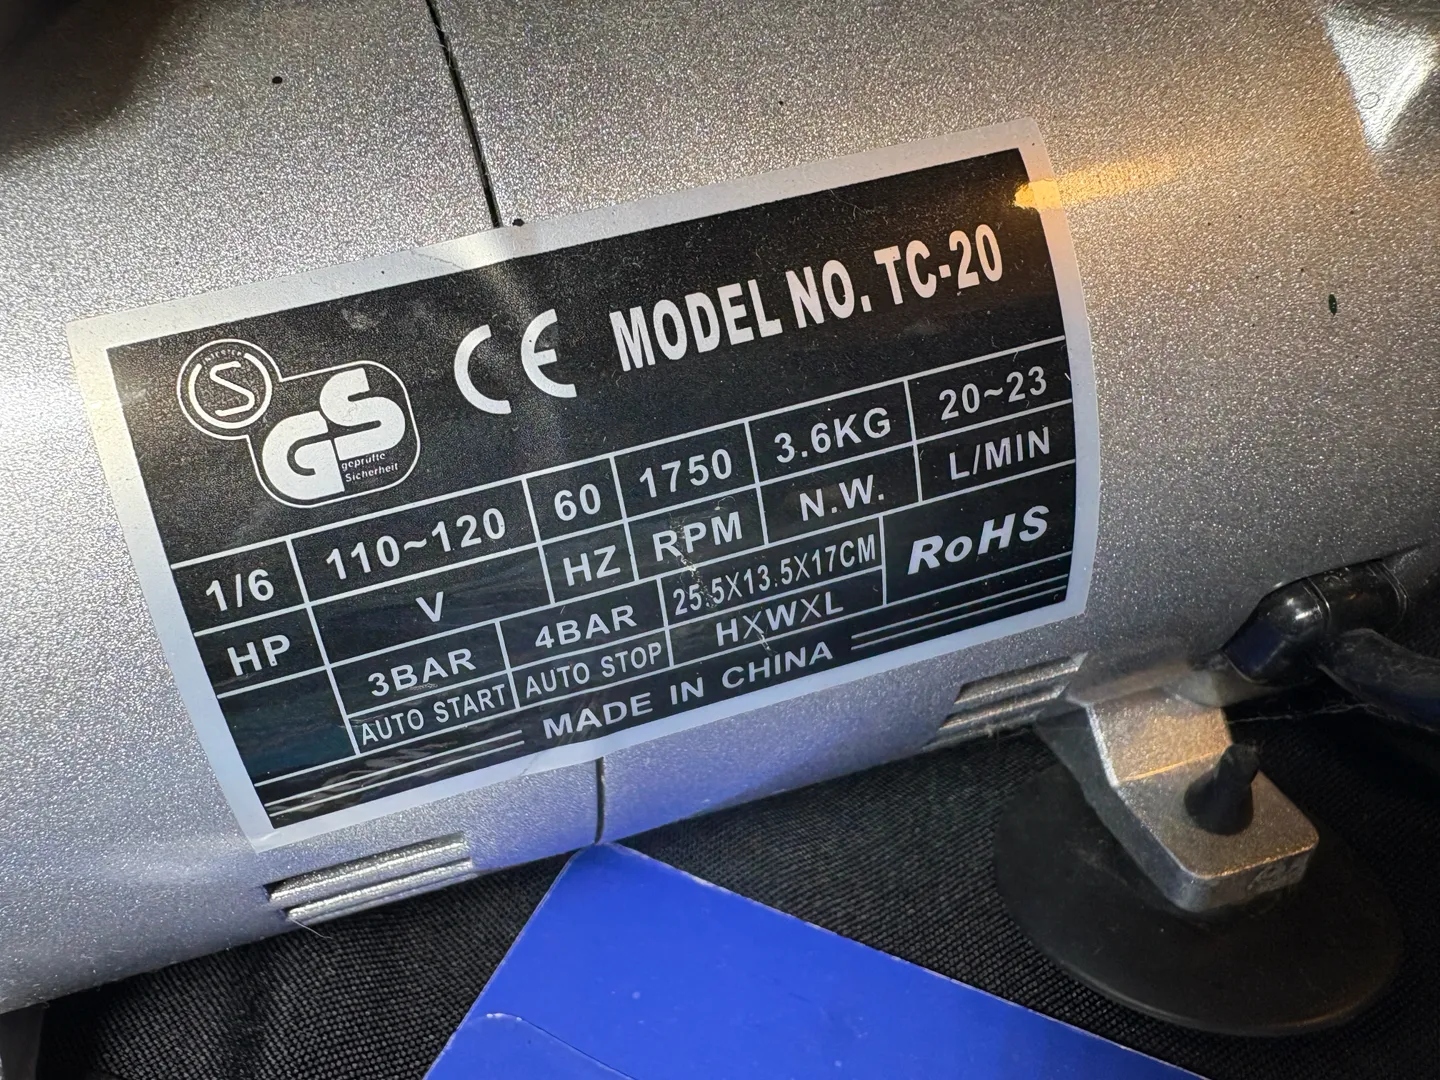 S
GS
geprüfte
Sicherheit
CE MODEL NO. TC-20
1/6 110~120 60 1750 3.6KG 20~23
HP V HZ RPM N.W. L/MIN
3BAR 4BAR 25.5X13.5X17CM RoHS
AUTO START AUTO STOP HXWXL
MADE IN CHINA